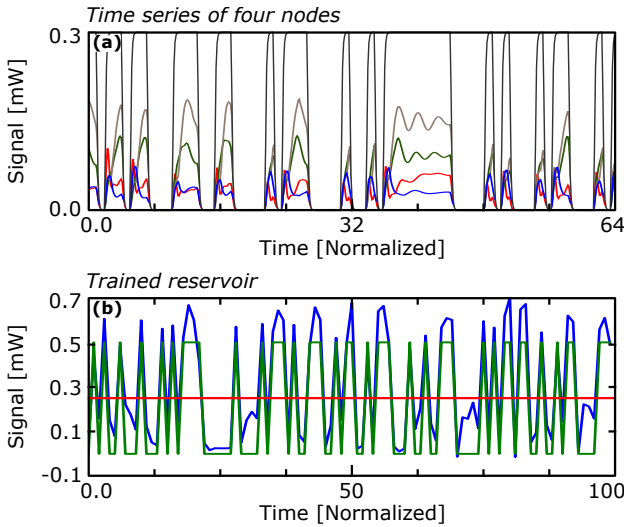 Time series of four nodes
(a)
0.3
Signal [mW]
0.0
0.0 32 64
Time [Normalized]
Trained reservoir
(b)
0.7
0.5
0.3
0.1
-0.1
Signal [mW]
0.0 50 100
Time [Normalized]